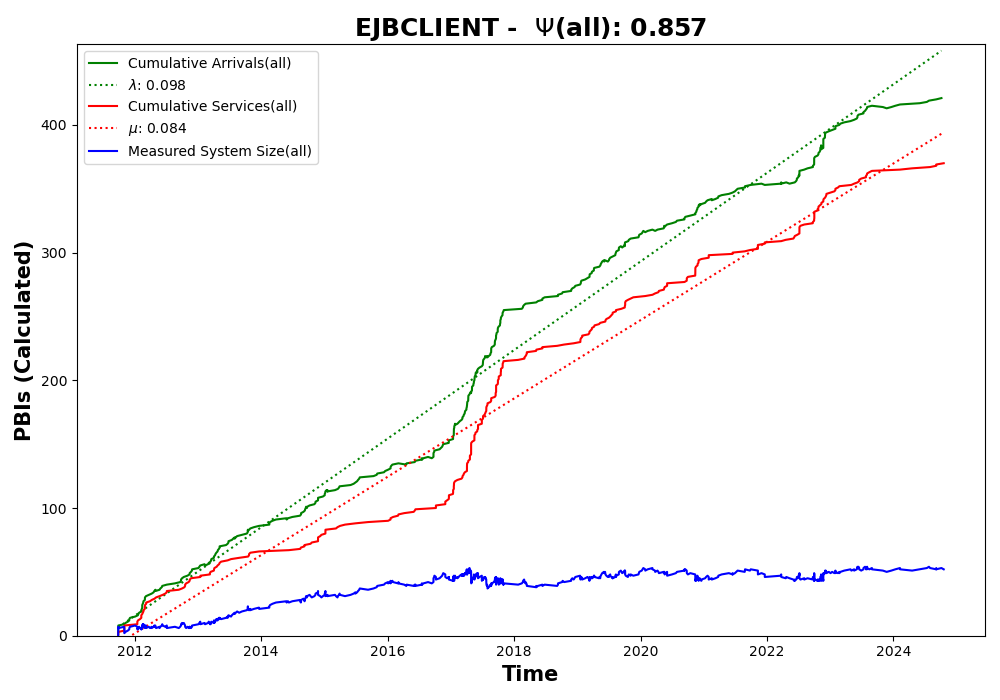 EJBCLIENT - Ψ(all): 0.857
Cumulative Arrivals(all)
λ: 0.098
Cumulative Services(all)
μ: 0.084
Measured System Size(all)
PBIs (Calculated)
400
300
200
100
0
2012 2014 2016 2018 2020 2022 2024
Time